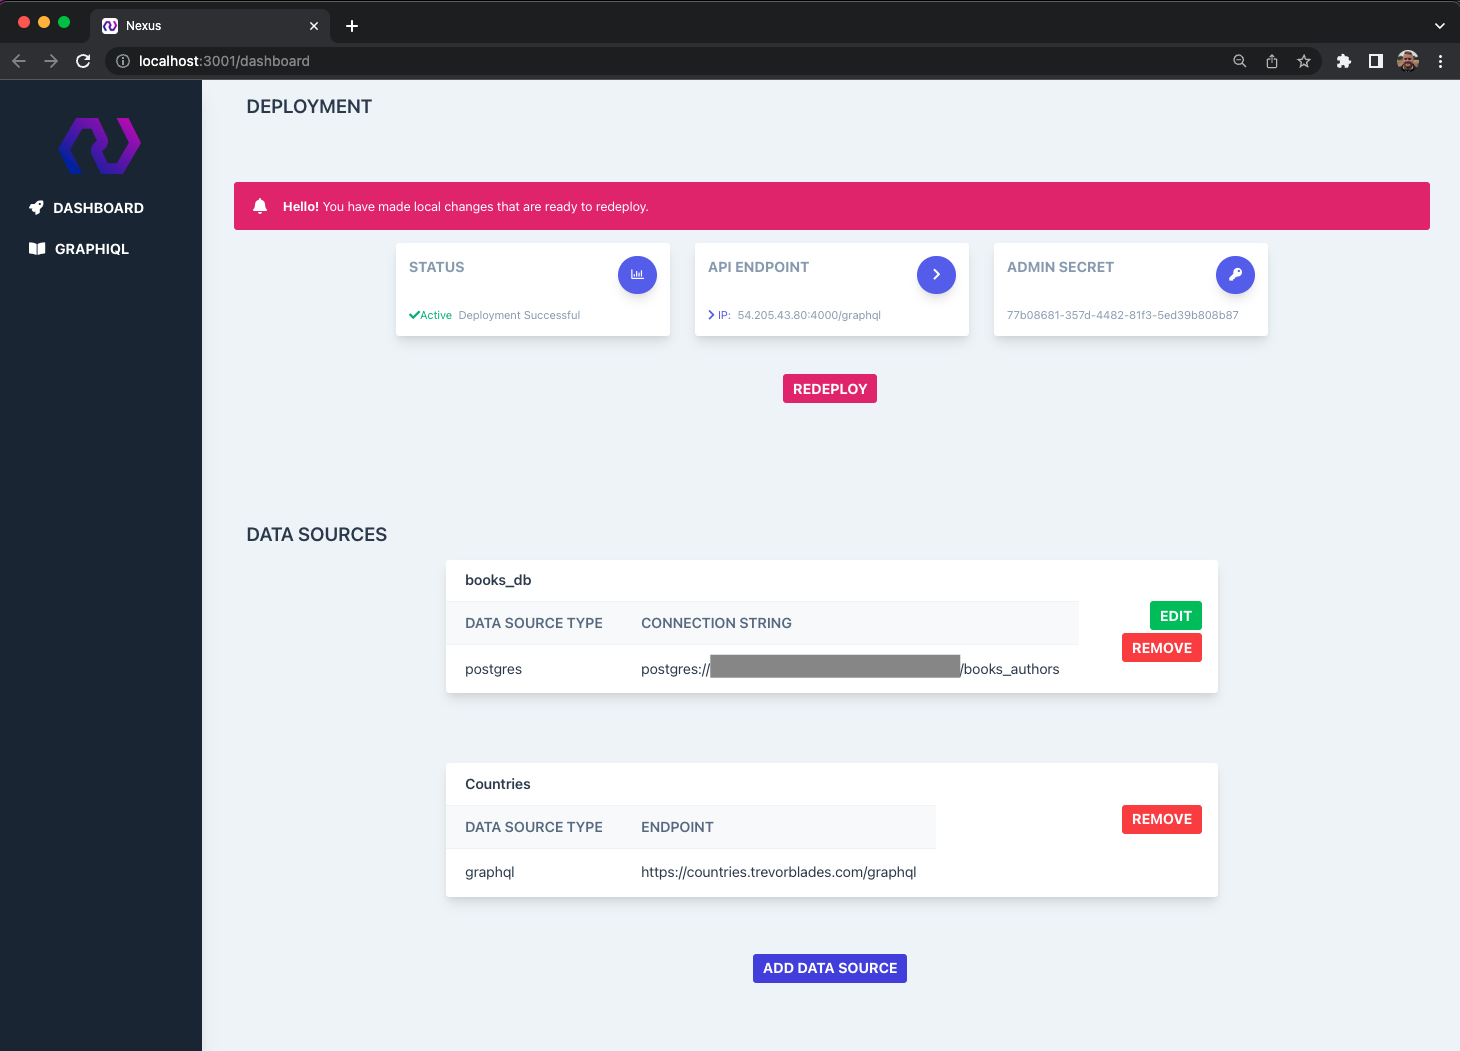 Nexus
localhost:3001/dashboard
DASHBOARD
GRAPHIQL
DEPLOYMENT
Hello! You have made local changes that are ready to redeploy.
STATUS
Active Deployment Successful
API ENDPOINT
IP: 54.205.43.80:4000/graphql
ADMIN SECRET
77b08681-357d-4482-81f3-5ed39b808b87
REDEPLOY
DATA SOURCES
books_db
DATA SOURCE TYPE CONNECTION STRING
postgres postgres:// /books_authors
EDIT
REMOVE
Countries
DATA SOURCE TYPE ENDPOINT
graphql https://countries.trevorblades.com/graphql
REMOVE
ADD DATA SOURCE